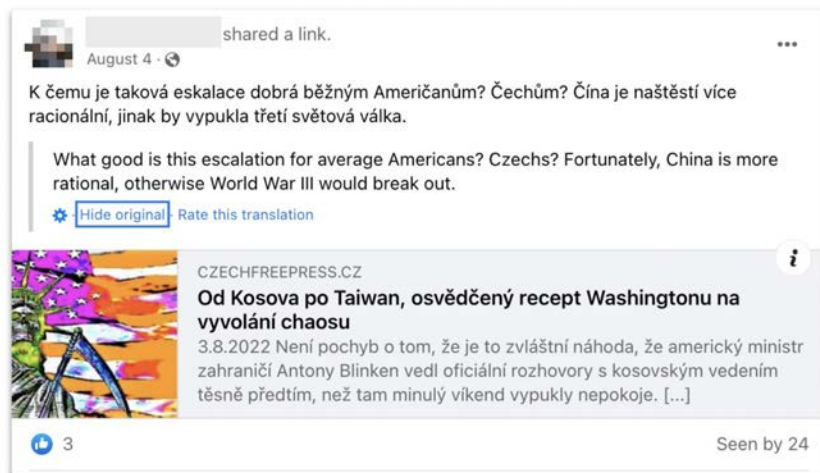 shared a link.
August 4 ·
K čemu je taková eskalace dobrá běžným Američanům? Čechům? Čína je naštěstí více
racionální, jinak by vypukla třetí světová válka.
What good is this escalation for average Americans? Czechs? Fortunately, China is more
rational, otherwise World War III would break out.
· Hide original · Rate this translation
CZECHFREEPRESS.CZ
Od Kosova po Taiwan, osvědčený recept Washingtonu na
vyvolání chaosu
3.8.2022 Není pochyb o tom, že je to zvláštní náhoda, že americký ministr
zahraničí Antony Blinken vedl oficiální rozhovory s kosovským vedením
těsně předtím, než tam minulý víkend vypukly nepokoje. [...]
3
Seen by 24